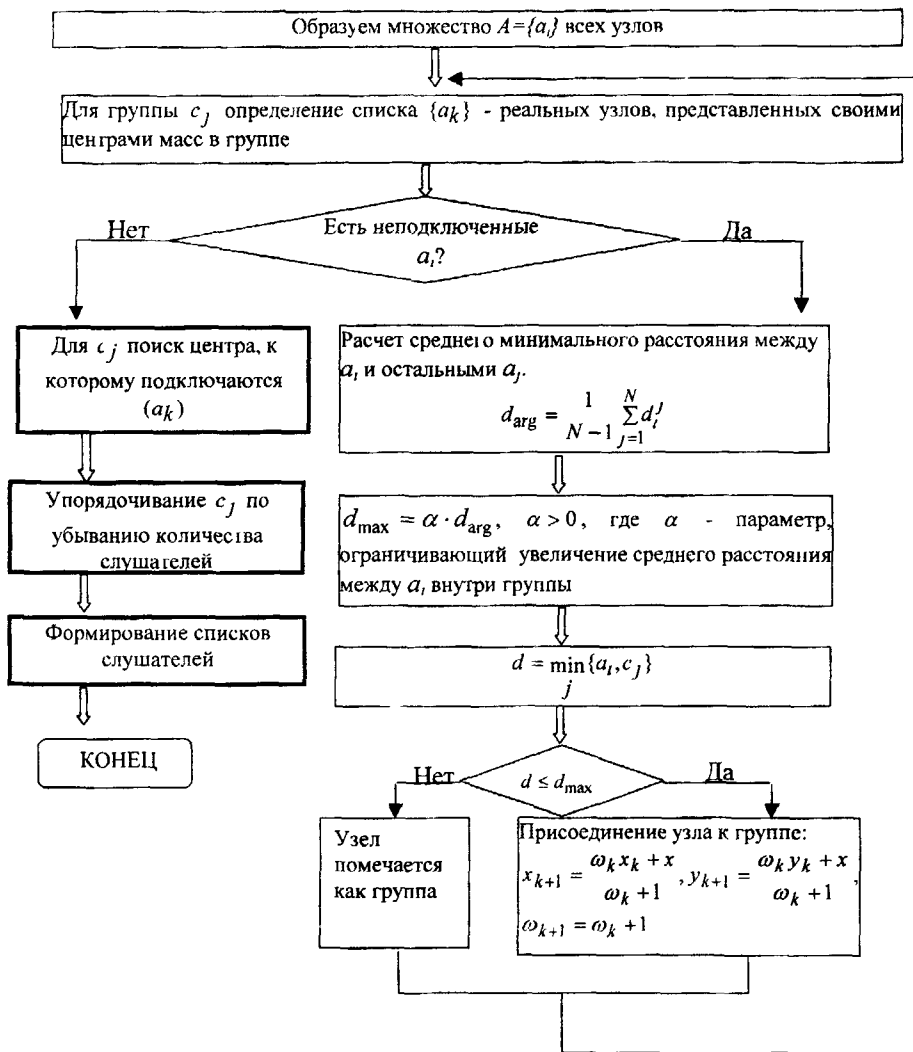 Образуем множество A={a_i} всех узлов
Для группы c_j определение списка {a_k} - реальных узлов, представленных своими
центрами масс в группе
Нет
Есть неподключенные
a_i?
Да
Для c_j поиск центра, к
которому подключаются
(a_k)
Упорядочивание c_j по
убыванию количества
слушателей
Формирование списков
слушателей
КОНЕЦ
Расчет среднего минимального расстояния между
a_i и остальными a_j.
d_arg = \frac{1}{N-1} \sum_{j=1}^{N} d_i^j
d_max = α · d_arg, α > 0, где α - параметр,
ограничивающий увеличение среднего расстояния
между a_i внутри группы
d = min_j {a_i, c_j}
Нет
d ≤ d_max
Да
Узел
помечается
как группа
Присоединение узла к группе:
x_{k+1} = \frac{ω_k x_k + x}{ω_k + 1}, y_{k+1} = \frac{ω_k y_k + x}{ω_k + 1},
ω_{k+1} = ω_k + 1